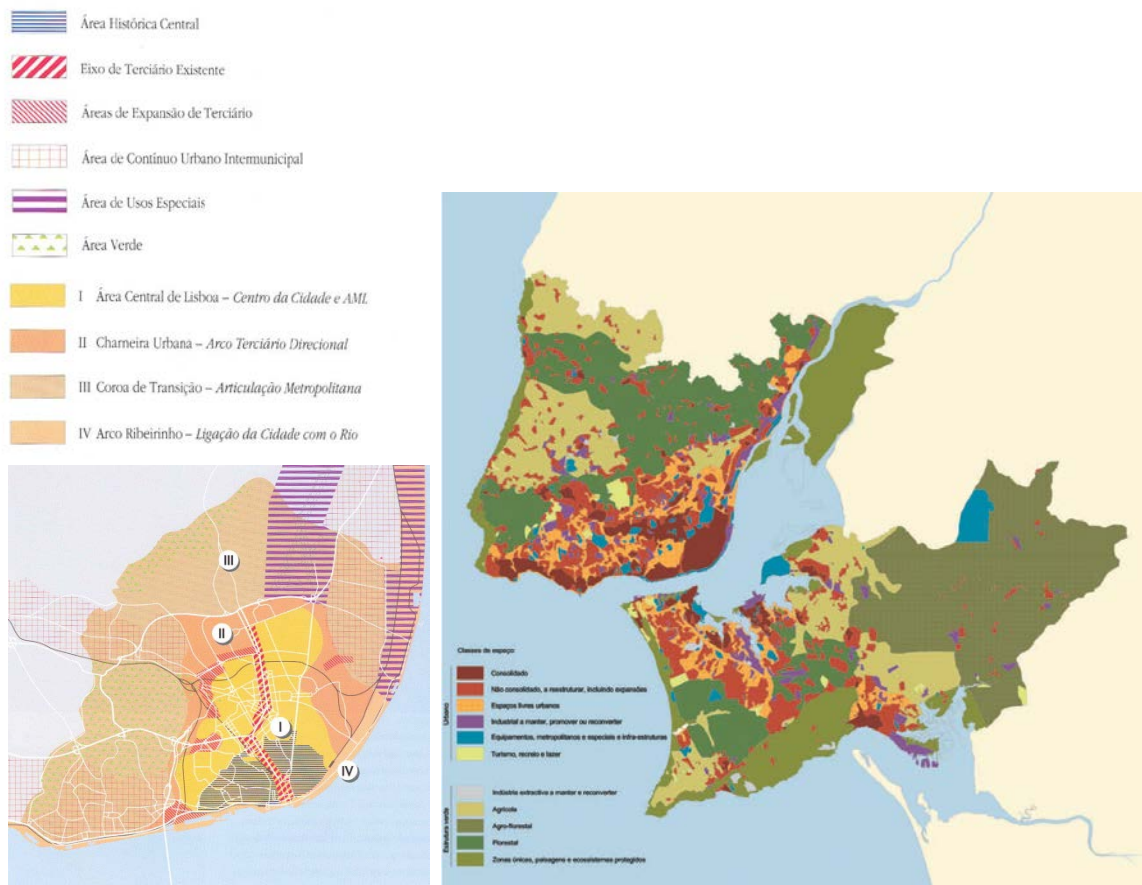 Área Histórica Central
Eixo de Terciário Existente
Áreas de Expansão de Terciário
Área de Contínuo Urbano Intermunicipal
Área de Usos Especiais
Área Verde
I Área Central de Lisboa – Centro da Cidade e AML
II Charneira Urbana – Arco Terciário Direcional
III Coroa de Transição – Articulação Metropolitana
IV Arco Ribeirinho – Ligação da Cidade com o Rio
III
II
I
IV
Classes de espaço
Urbano
Consolidado
Não consolidado, a reestruturar, incluindo expansões
Espaços livres urbanos
Industrial a manter, promover ou reconverter
Equipamentos, metropolitanos e especiais e infra-estruturas
Turismo, recreio e lazer
Estrutura verde
Indústria extractiva a manter e reconverter
Agrícola
Agro-florestal
Florestal
Zonas únicas, paisagens e ecossistemas protegidos